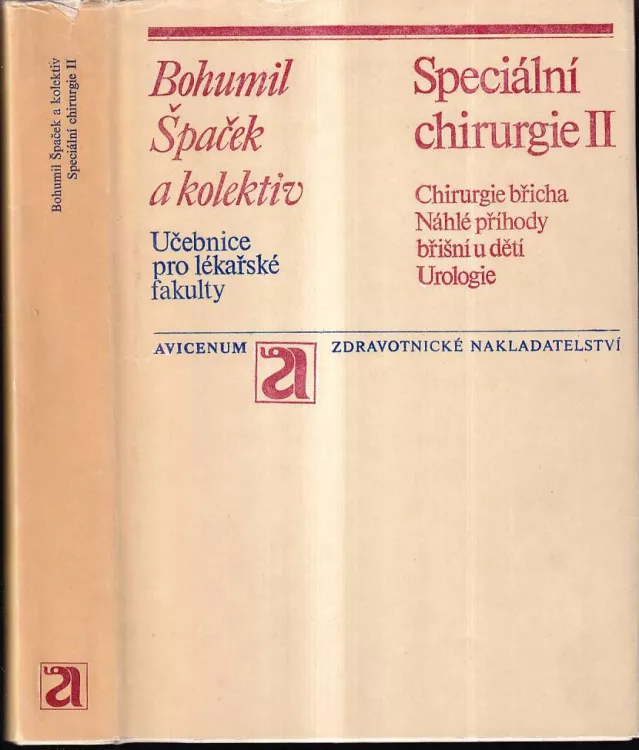 Bohumil Špaček a kolektiv
Speciální chirurgie II
Bohumil
Špaček
a kolektiv
Učebnice
pro lékařské
fakulty
Speciální
chirurgie II
Chirurgie břicha
Náhlé příhody
břišní u dětí
Urologie
AVICENUM
a
ZDRAVOTNICKÉ NAKLADATELSTVÍ
a